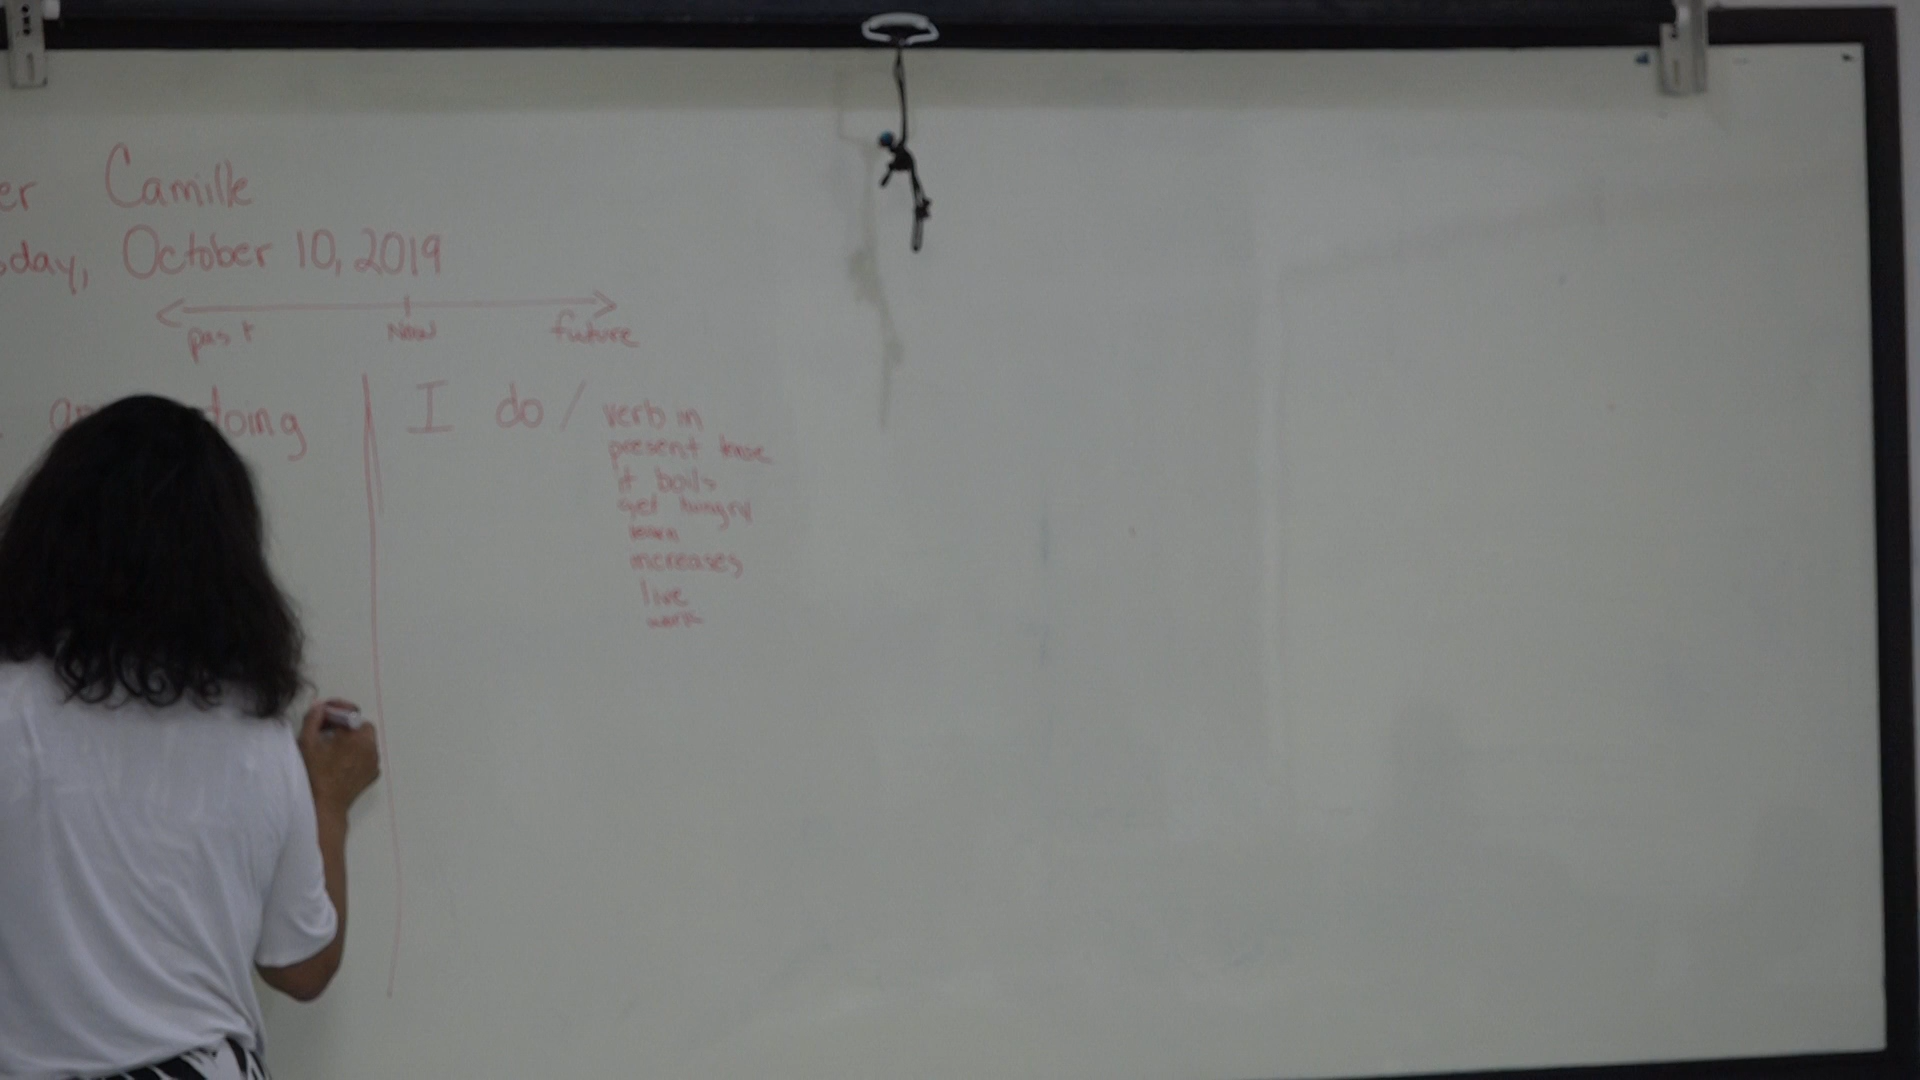 er Camille
day, October 10, 2019
past Now future
doing
I do / verb in
present tense
it boils
get hungry
learn
increases
live
work